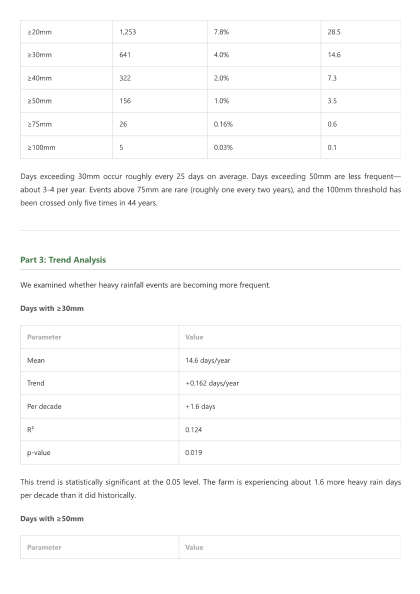 ≥20mm 1,253 7.8% 28.5
≥30mm 641 4.0% 14.6
≥40mm 322 2.0% 7.3
≥50mm 156 1.0% 3.5
≥75mm 26 0.16% 0.6
≥100mm 5 0.03% 0.1
Days exceeding 30mm occur roughly every 25 days on average. Days exceeding 50mm are less frequent—
about 3-4 per year. Events above 75mm are rare (roughly one every two years), and the 100mm threshold has
been crossed only five times in 44 years.
Part 3: Trend Analysis
We examined whether heavy rainfall events are becoming more frequent.
Days with ≥30mm
Parameter Value
Mean 14.6 days/year
Trend +0.162 days/year
Per decade +1.6 days
R² 0.124
p-value 0.019
This trend is statistically significant at the 0.05 level. The farm is experiencing about 1.6 more heavy rain days
per decade than it did historically.
Days with ≥50mm
Parameter Value